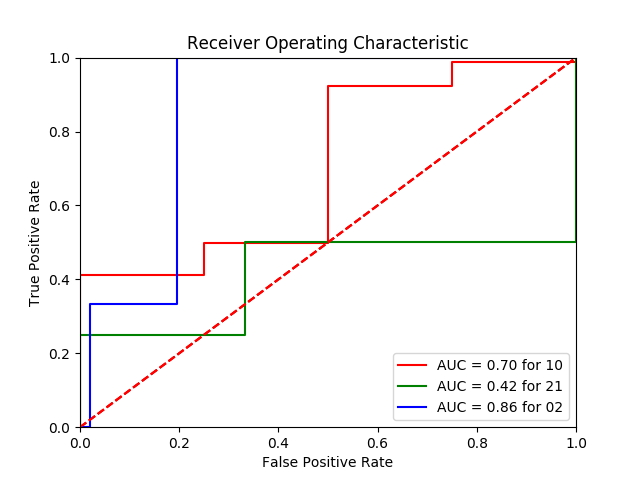 Receiver Operating Characteristic
1.0
0.8
0.6
0.4
0.2
0.0
True Positive Rate
0.0 0.2 0.4 0.6 0.8 1.0
False Positive Rate
AUC = 0.70 for 10
AUC = 0.42 for 21
AUC = 0.86 for 02